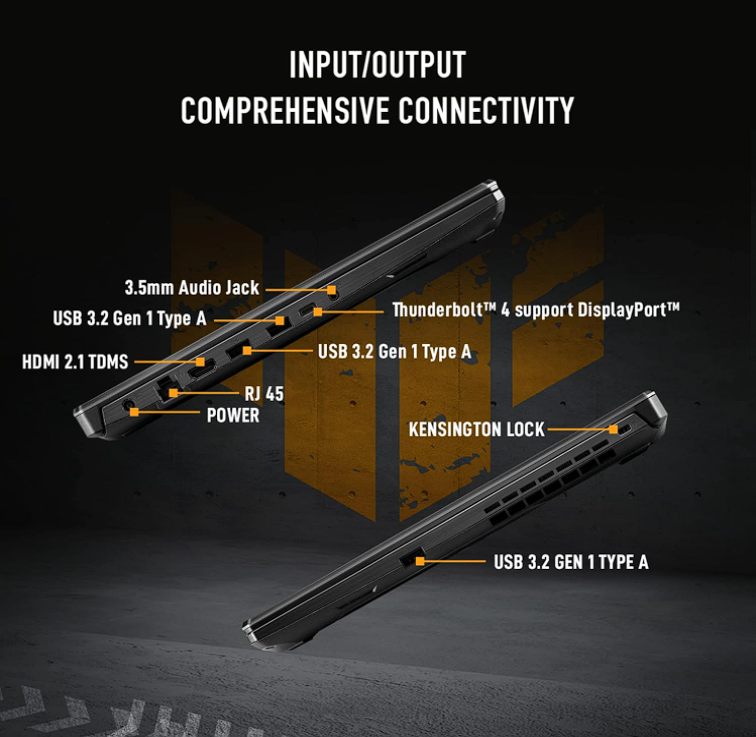 INPUT/OUTPUT
COMPREHENSIVE CONNECTIVITY
3.5mm Audio Jack
Thunderbolt™ 4 support DisplayPort™
USB 3.2 Gen 1 Type A
USB 3.2 Gen 1 Type A
HDMI 2.1 TDMS
RJ 45
POWER
KENSINGTON LOCK
USB 3.2 GEN 1 TYPE A